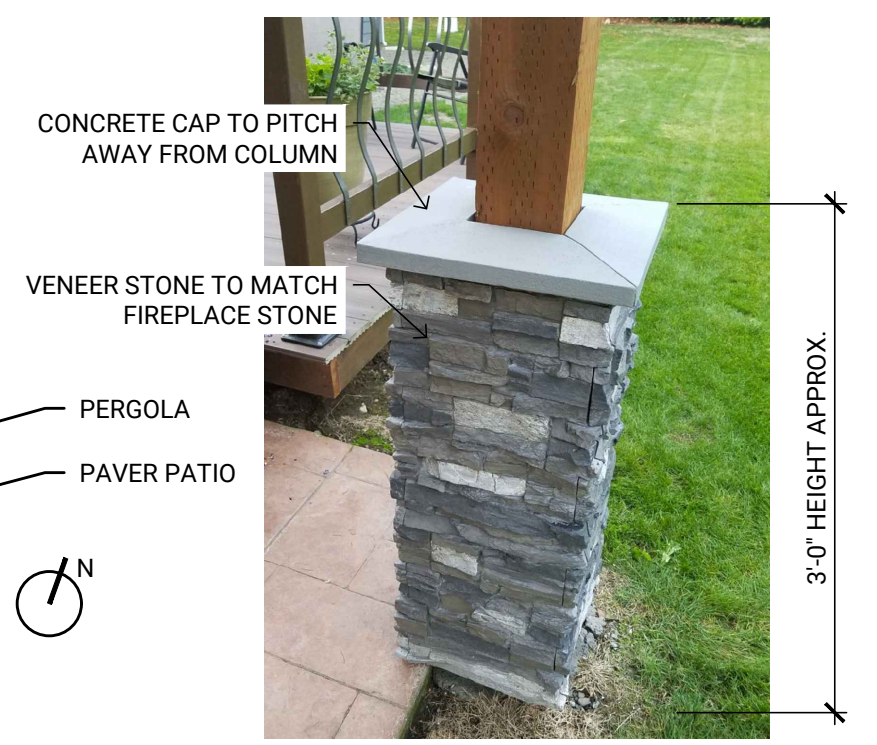 CONCRETE CAP TO PITCH
AWAY FROM COLUMN
VENEER STONE TO MATCH
FIREPLACE STONE
PERGOLA
PAVER PATIO
N
3'-0" HEIGHT APPROX.